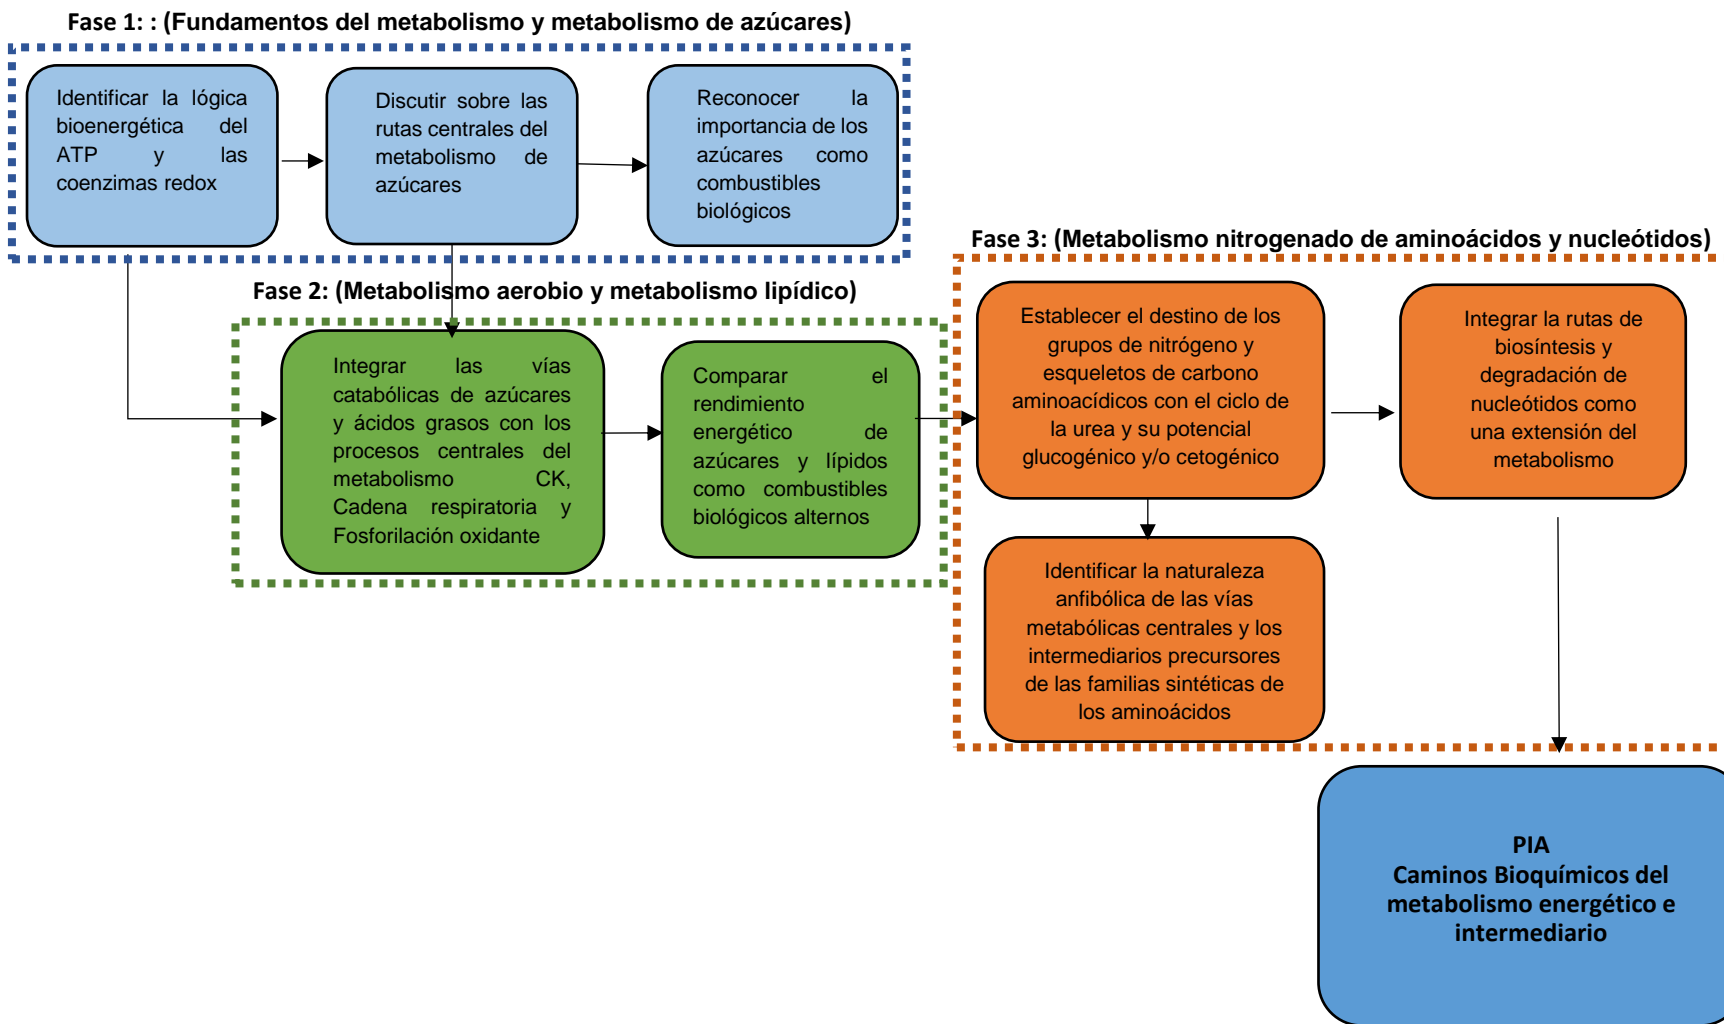 Fase 1: : (Fundamentos del metabolismo y metabolismo de azúcares)
Identificar la lógica
bioenergética del
ATP y las
coenzimas redox
Discutir sobre las
rutas centrales del
metabolismo de
azúcares
Reconocer la
importancia de los
azúcares como
combustibles
biológicos
Fase 2: (Metabolismo aerobio y metabolismo lipídico)
Integrar las vías
catabólicas de azúcares
y ácidos grasos con los
procesos centrales del
metabolismo CK,
Cadena respiratoria y
Fosforilación oxidante
Comparar el
rendimiento
energético de
azúcares y lípidos
como combustibles
biológicos alternos
Fase 3: (Metabolismo nitrogenado de aminoácidos y nucleótidos)
Establecer el destino de los
grupos de nitrógeno y
esqueletos de carbono
aminoacídicos con el ciclo de
la urea y su potencial
glucogénico y/o cetogénico
Integrar la rutas de
biosíntesis y
degradación de
nucleótidos como
una extensión del
metabolismo
Identificar la naturaleza
anfibólica de las vías
metabólicas centrales y los
intermediarios precursores
de las familias sintéticas de
los aminoácidos
PIA
Caminos Bioquímicos del
metabolismo energético e
intermediario